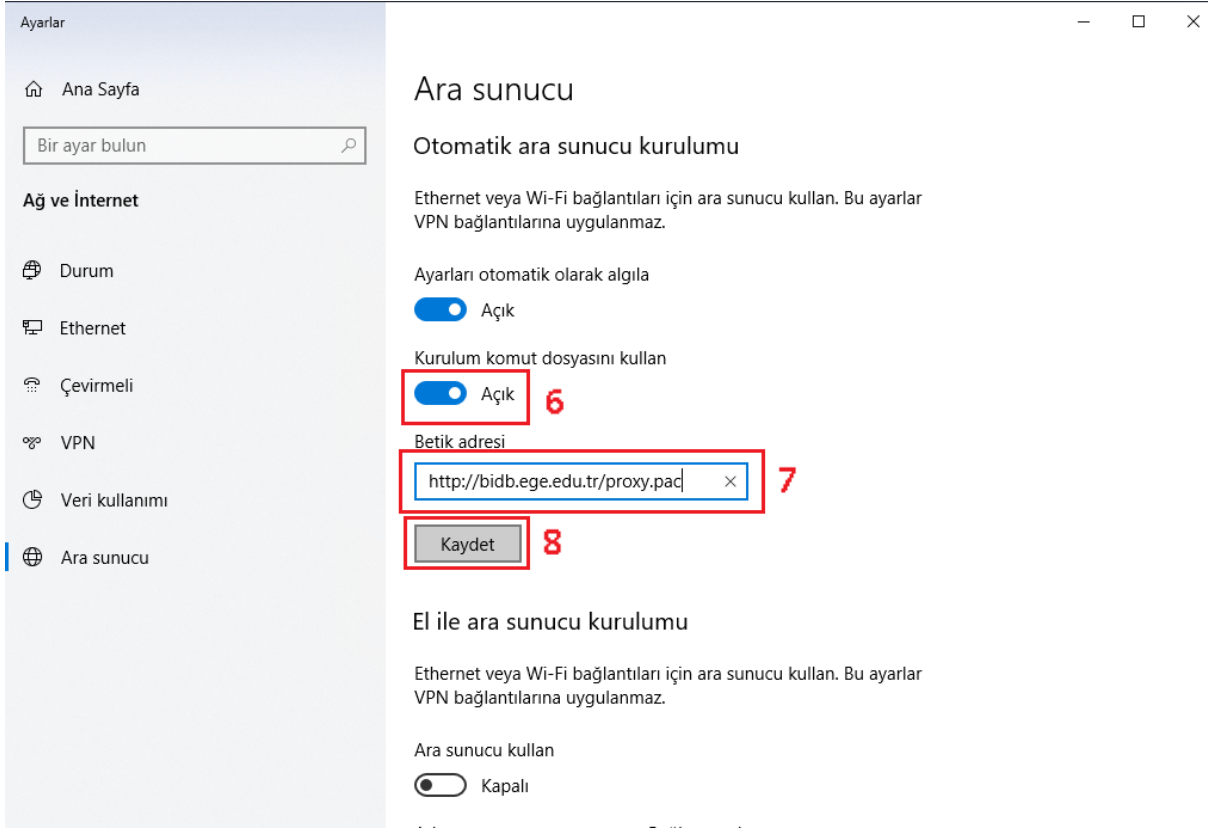 Ayarlar
Ana Sayfa
Bir ayar bulun
Ağ ve İnternet
Durum
Ethernet
Çevirmeli
VPN
Veri kullanımı
Ara sunucu
Ara sunucu
Otomatik ara sunucu kurulumu
Ethernet veya Wi-Fi bağlantıları için ara sunucu kullan. Bu ayarlar
VPN bağlantılarına uygulanmaz.
Ayarları otomatik olarak algıla
Açık
Kurulum komut dosyasını kullan
Açık 6
Betik adresi
http://bidb.ege.edu.tr/proxy.pac 7
Kaydet 8
El ile ara sunucu kurulumu
Ethernet veya Wi-Fi bağlantıları için ara sunucu kullan. Bu ayarlar
VPN bağlantılarına uygulanmaz.
Ara sunucu kullan
Kapalı